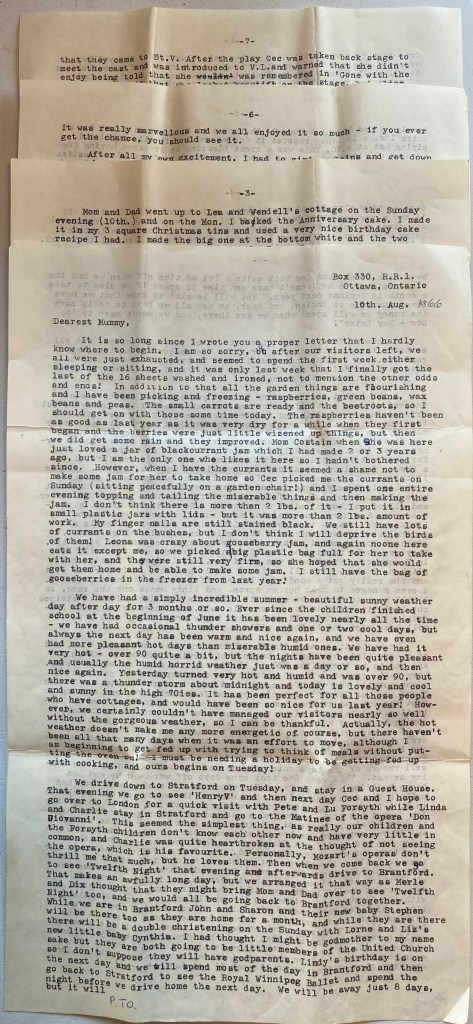 -7-
that they came to St.V. After the play Cec was taken back stage to
meet the cast and was introduced to V.L.and warned that she didn't
enjoy being told that she wouldn't was remembered in 'Gone with the
-6-
It was really marvellous and we all enjoyed it so much - if you ever
get the chance, you should see it.
After all my own excitement, I had to and get down
-3-
Mom and Dad went up to Lea and Wendell's cottage on the Sunday
evening (10th.) and on the Mon. I baked the Anniversary cake. I made
it in my 3 square Christmas tins and used a very nice birthday cake
recipe I had. I made the big one at the bottom white and the two
Box 330, R.R.1.
Ottawa, Ontario
10th. Aug. 1966
Dearest Mummy,
It is so long since I wrote you a proper letter that I hardly
know where to begin. I am so sorry, but after our visitors left, we
all were just exhausted, and seemed to spend the first week either
sleeping or sitting, and it was only last week that I finally got the
last of the 16 sheets washed and ironed, not to mention the other odds
and ends! In addition to that all the garden things are flourishing
and I have been picking and freezing - raspberries, green beans, wax
beans and peas. The small carrots are ready and the beetroots, so I
should get on with those some time today. The raspberries haven't been
as good as last year as it was very dry for a while when they first
began and the berries were just little wizened up things, but then
we did get some rain and they improved. Mom Costain when she was here
just loved a jar of blackcurrant jam which I had made 2 or 3 years
ago, but I am the only one who likes it here so I hadn't bothered
since. However, when I have the currants it seemed a shame not to
make some jam for her to take home so Cec picked me the currants on
Sunday (sitting peacefully on a garden chair) and I spent one entire
evening topping and tailing the miserable things and then making the
jam. I don't think there is more than 2 lbs. of it - I put it in
small plastic jars with lids - but it was more than 2 lbs. amount of
work. My finger nails are still stained black. We still have lots
of currants on the bushes, but I don't think I will deprive the birds
of them! Leona was crazy about gooseberry jam, and again noone here
eats it except me, so we picked a big plastic bag full for her to take
with her, and they were still very firm, so she hoped that she would
get them home and be able to make some jam. I still have the bag of
gooseberries in the freezer from last year!
We have had a simply incredible summer - beautiful sunny weather
day after day for 3 months or so. Ever since the children finished
school at the beginning of June it has been lovely nearly all the time
- we have had occasional thunder showers and one or two cool days, but
always the next day has been warm and nice again, and we have even
had more pleasant hot days than miserable humid ones. We have had it
very hot - over 90 quite a bit, but the nights have been quite pleasant
and usually the humid horrid weather just was a day or so, and then
nice again. Yesterday turned very hot and humid and was over 90, but
there was a thunder storm about midnight and today is lovely and cool
and sunny in the high 70ies. It has been perfect for all those people
who have cottages, and would have been so nice for us last year! How-
ever, we certainly couldn't have managed our visitors nearly so well
without the gorgeous weather, so I can be thankful. Actually, the hot
weather doesn't make my any more energetic of course, but there haven't
been all that many days when it was an effort to move, although I
am beginning to get fed up with trying to think of meals without put-
ting the oven on! I must be needing a holiday to be getting fed up
with cooking, and ours begins on Tuesday!
We drive down to Stratford on Tuesday, and stay in a Guest House.
That evening we go to see 'HenryV' and then next day Cec and I hope to
go over to London for a quick visit with Pete and Lu Forsyth while Linda
and Charlie stay in Stratford and go to the Matinee of the opera 'Don
Giovanni'. This seemed the simplest thing, as really our children and
the Forsyth children don't know each other now and have very little in
common, and Charlie was quite heartbroken at the thought of not seeing
the opera, which is his favourite. Personally, Mozart's operas don't
thrill me that much, but he loves them. Then when we come back we go
to see 'Twelfth Night' that evening and afterwards drive to Brantford.
That makes an awfully long day, but we arranged it that way as Merle
and Diz thought that they might bring Mom and Dad over to see 'Twelfth
Night' too, and we would all be going back to Brantford together.
While we are in Brantford John and Sharon and their new baby Stephen
will be there too as they are home for a month, and while they are there
there will be a double christening on the Sunday with Lorne and Liz's
new little baby Cynthia. I had thought I might be godmother to my name
sake but they are both going to be little members of the United Church
so I don't suppose they will have godparents. Lindy's birthday is on
the next day and we will spend most of the day in Brantford and then
go back to Stratford to see the Royal Winnipeg Ballet and spend the
night before we drive home the next day. We will be away just 8 days,
but it will
P.T.O.